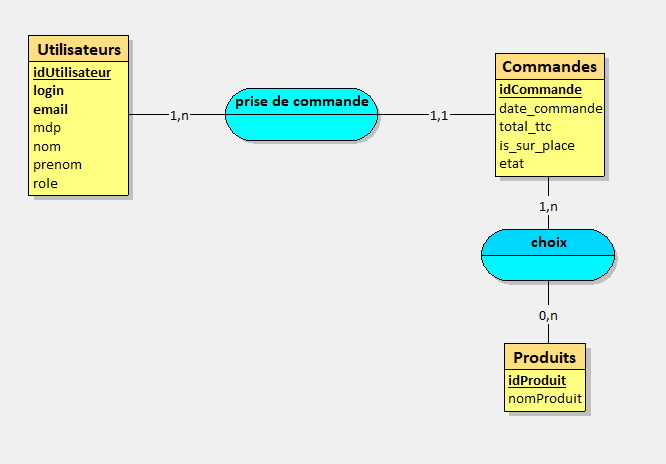 Utilisateurs
idUtilisateur
login
email
mdp
nom
prenom
role
1,n
prise de commande
1,1
Commandes
idCommande
date_commande
total_ttc
is_sur_place
etat
1,n
choix
0,n
Produits
idProduit
nomProduit